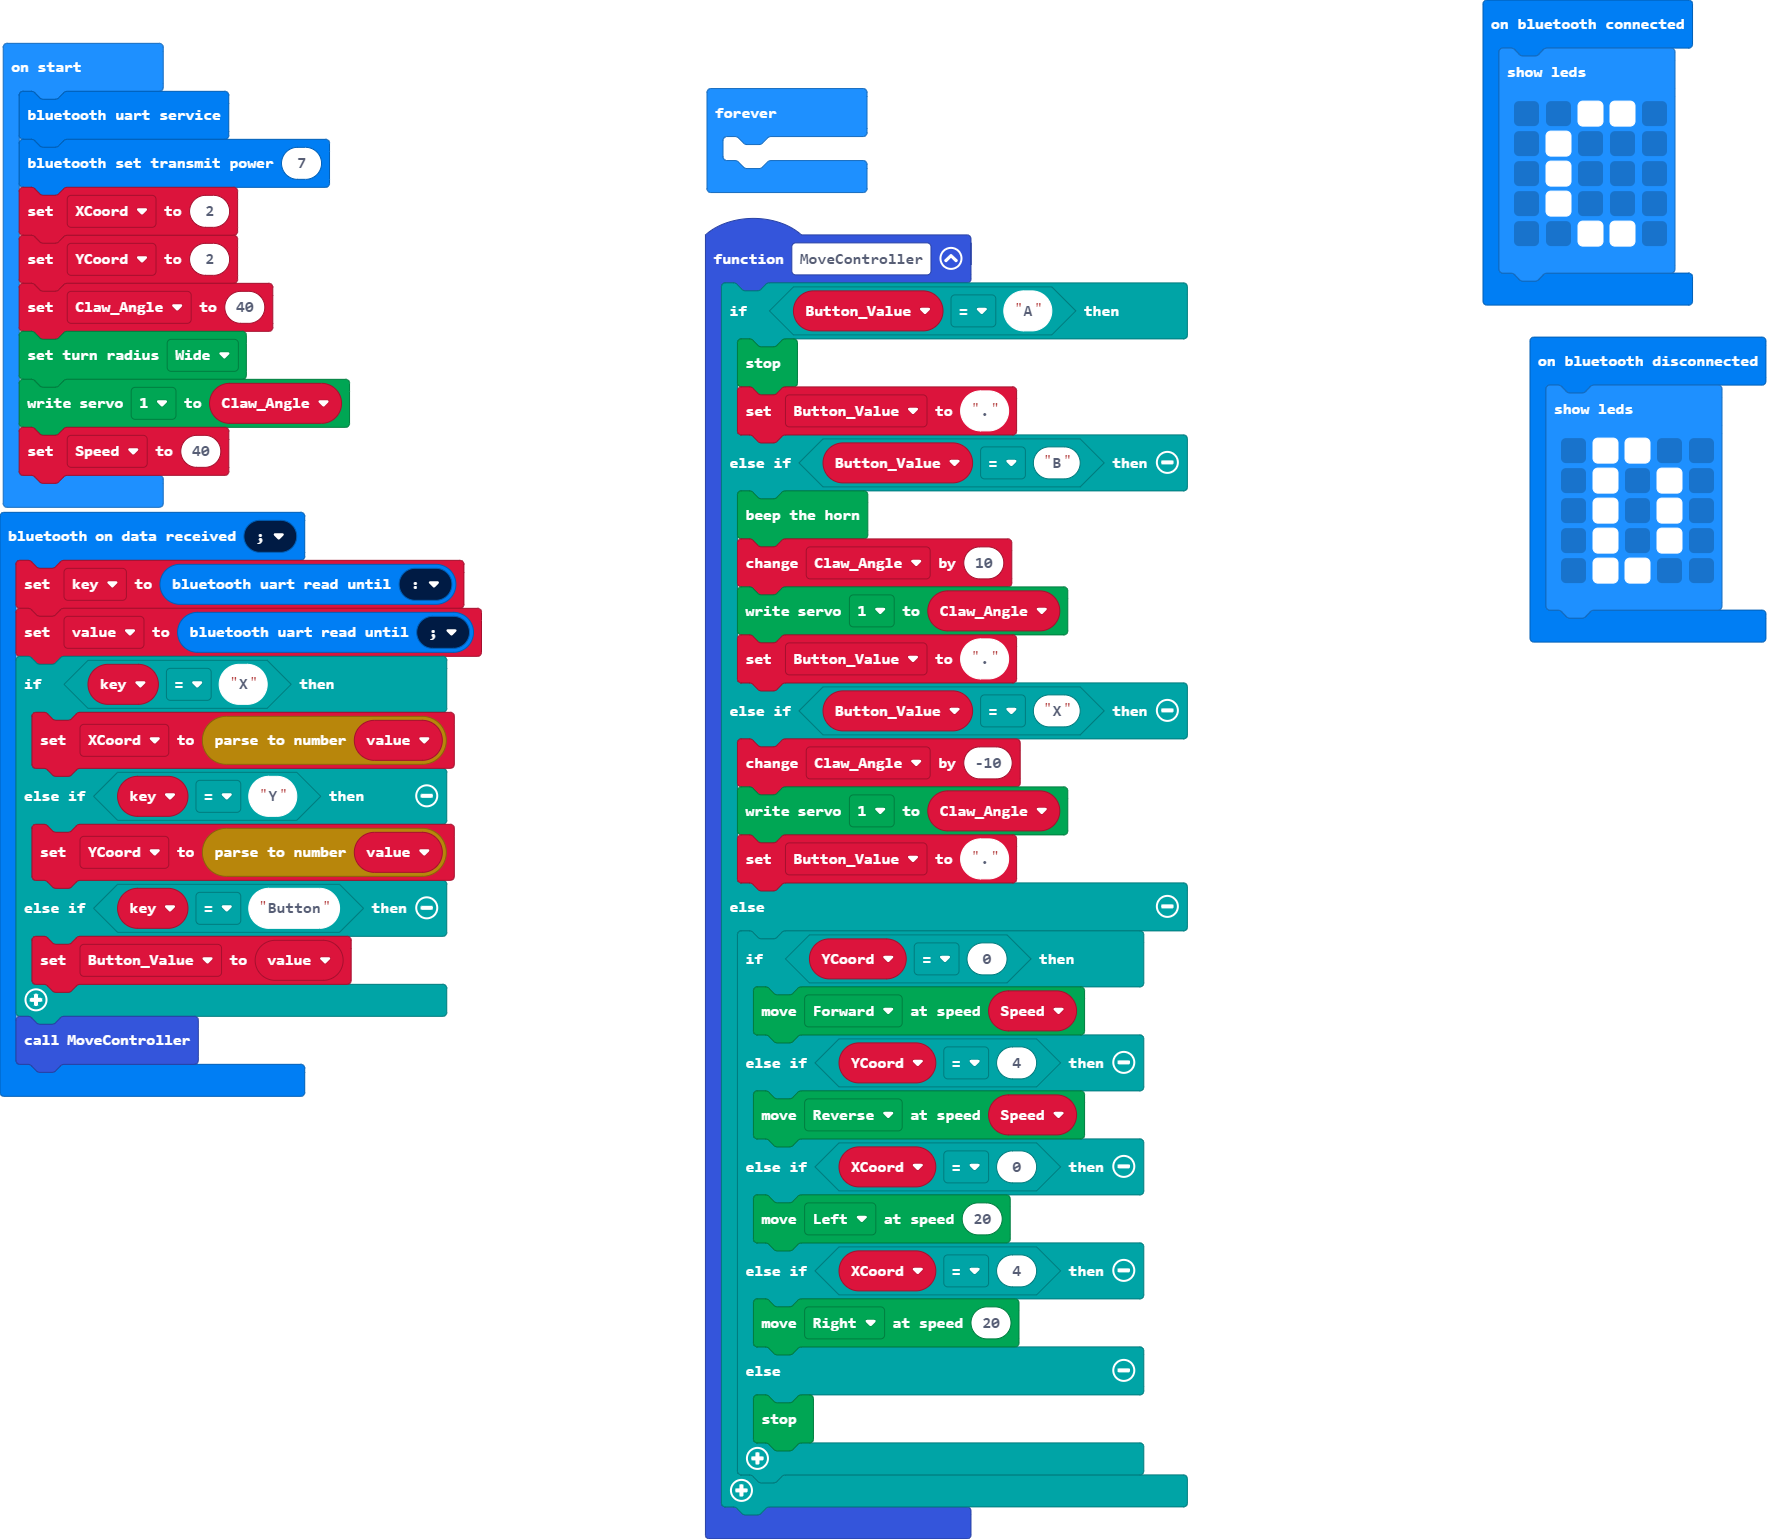 on start
bluetooth uart service
bluetooth set transmit power 7
set XCoord to 2
set YCoord to 2
set Claw_Angle to 40
set turn radius Wide
write servo 1 to Claw_Angle
set Speed to 40
bluetooth on data received ;
set key to bluetooth uart read until :
set value to bluetooth uart read until ;
if key = "X" then
set XCoord to parse to number value
else if key = "Y" then
set YCoord to parse to number value
else if key = "Button" then
set Button_Value to value
call MoveController
forever
function MoveController
if Button_Value = "A" then
stop
set Button_Value to "."
else if Button_Value = "B" then
beep the horn
change Claw_Angle by 10
write servo 1 to Claw_Angle
set Button_Value to "."
else if Button_Value = "X" then
change Claw_Angle by -10
write servo 1 to Claw_Angle
set Button_Value to "."
else
if YCoord = 0 then
move Forward at speed Speed
else if YCoord = 4 then
move Reverse at speed Speed
else if XCoord = 0 then
move Left at speed 20
else if XCoord = 4 then
move Right at speed 20
else
stop
on bluetooth connected
show leds
on bluetooth disconnected
show leds